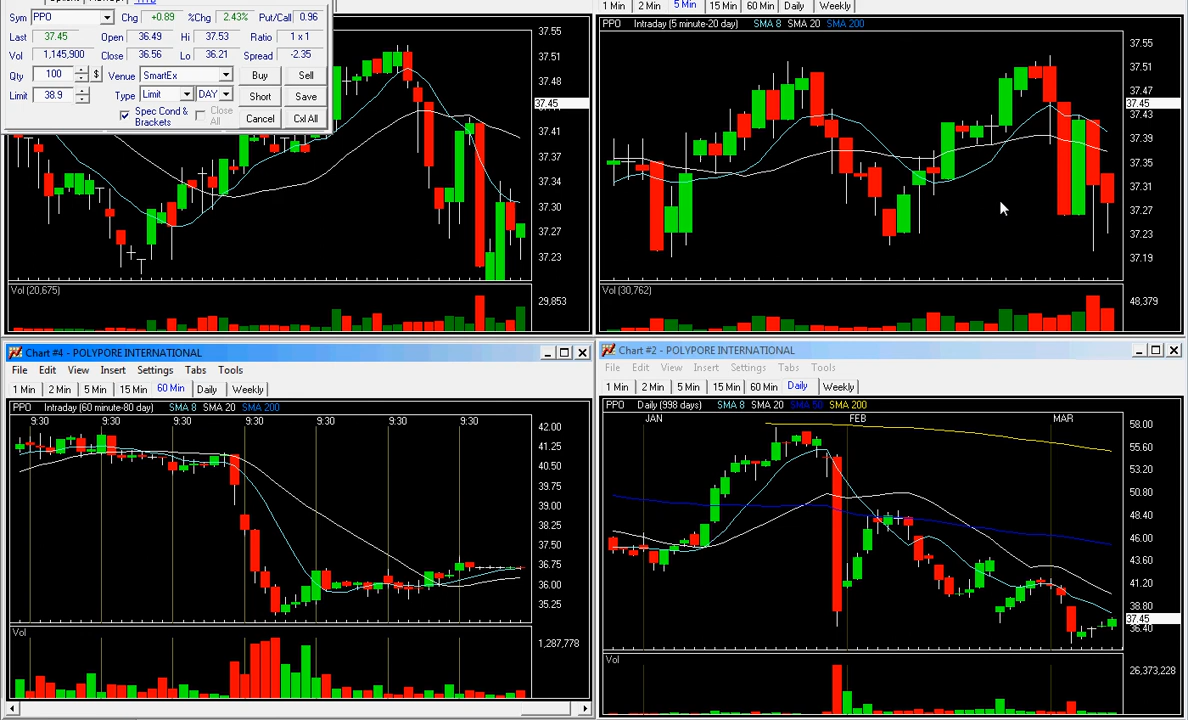 Sym PPO Chg +0.89 %Chg 2.43% Put/Call 0.96
Last 37.45 Open 36.49 Hi 37.53 Ratio 1 x 1
Vol 1,145,900 Close 36.56 Lo 36.21 Spread -2.35
Qty 100 $ Venue SmartEx Buy Sell
Limit 38.9 Type Limit DAY Short Save
Spec Cond & Brackets Close All Cancel Cxl All
37.55
37.51
37.48
37.45
37.41
37.37
37.34
37.30
37.27
37.23
Vol (20,675)
29,853
1 Min 2 Min 5 Min 15 Min 60 Min Daily Weekly
PPO Intraday (5 minute-20 day) SMA 8 SMA 20 SMA 200
37.55
37.51
37.47
37.45
37.43
37.39
37.35
37.31
37.27
37.23
37.19
Vol (30,762)
48,379
Chart #4 - POLYPORE INTERNATIONAL
File Edit View Insert Settings Tabs Tools
1 Min 2 Min 5 Min 15 Min 60 Min Daily Weekly
PPO Intraday (60 minute-80 day) SMA 8 SMA 20 SMA 200
9:30 9:30 9:30 9:30 9:30 9:30 9:30
42.00
41.25
40.50
39.75
39.00
38.25
37.50
36.75
36.00
35.25
Vol
1,287,778
Chart #2 - POLYPORE INTERNATIONAL
File Edit View Insert Settings Tabs Tools
1 Min 2 Min 5 Min 15 Min 60 Min Daily Weekly
PPO Daily (998 days) SMA 8 SMA 20 SMA 50 SMA 200
JAN FEB MAR
58.00
55.60
53.20
50.80
48.40
46.00
43.60
41.20
38.80
37.45
36.40
Vol
26,373,228